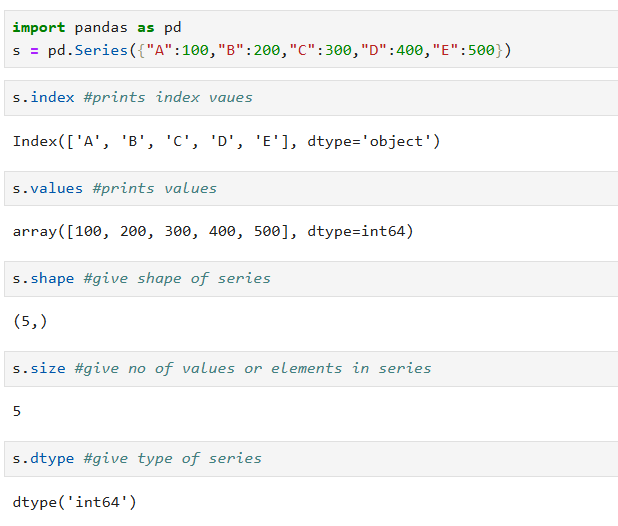 import pandas as pd
s = pd.Series({"A":100,"B":200,"C":300,"D":400,"E":500})
s.index #prints index vaues
Index(['A', 'B', 'C', 'D', 'E'], dtype='object')
s.values #prints values
array([100, 200, 300, 400, 500], dtype=int64)
s.shape #give shape of series
(5,)
s.size #give no of values or elements in series
5
s.dtype #give type of series
dtype('int64')